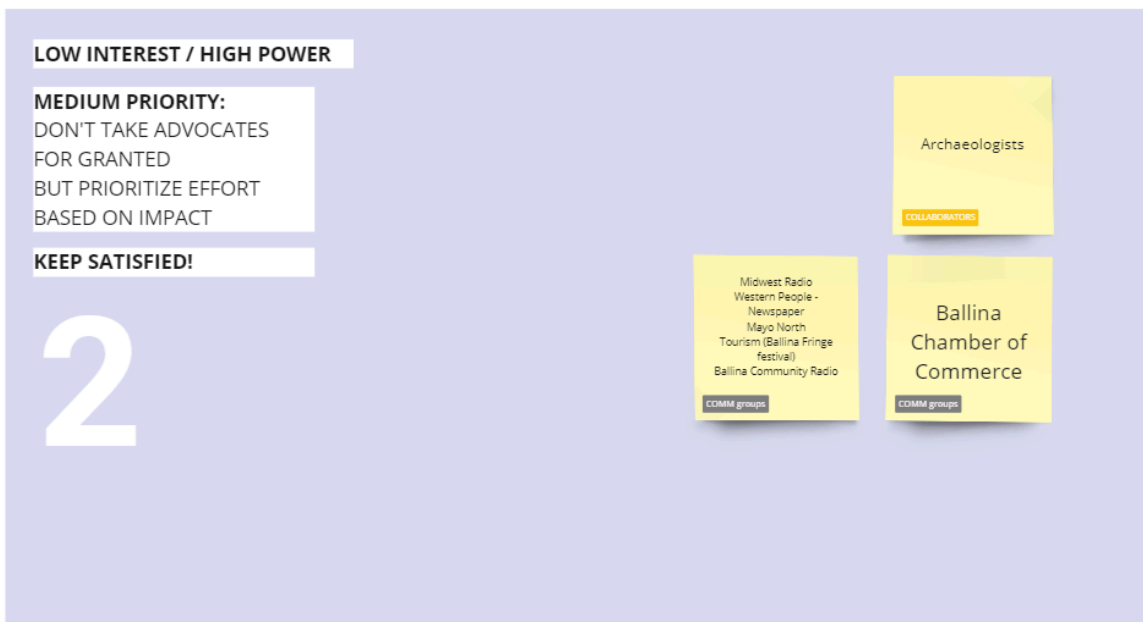 LOW INTEREST / HIGH POWER
MEDIUM PRIORITY:
DON'T TAKE ADVOCATES
FOR GRANTED
BUT PRIORITIZE EFFORT
BASED ON IMPACT
KEEP SATISFIED!
2
Archaeologists
COLLABORATORS
Midwest Radio
Western People -
Newspaper
Mayo North
Tourism (Ballina Fringe
festival)
Ballina Community Radio
COMM groups
Ballina
Chamber of
Commerce
COMM groups